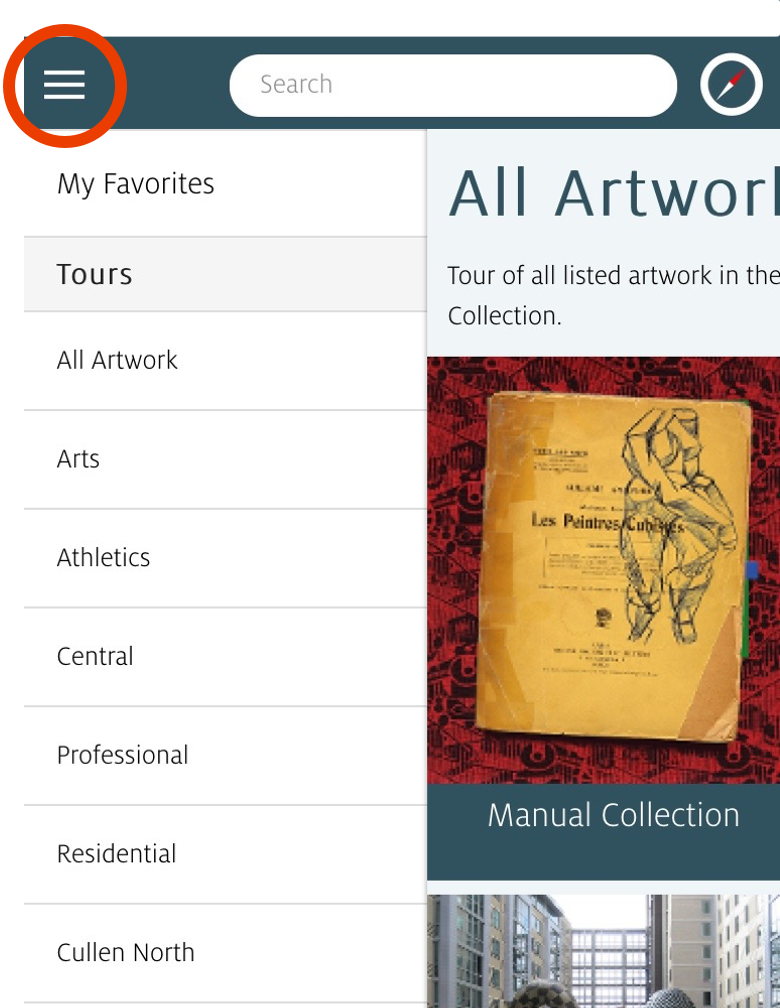 Search
My Favorites
Tours
All Artwork
Arts
Athletics
Central
Professional
Residential
Cullen North
All Artwor
Tour of all listed artwork in the
Collection.
Les Peintres Cubistes
Manual Collection